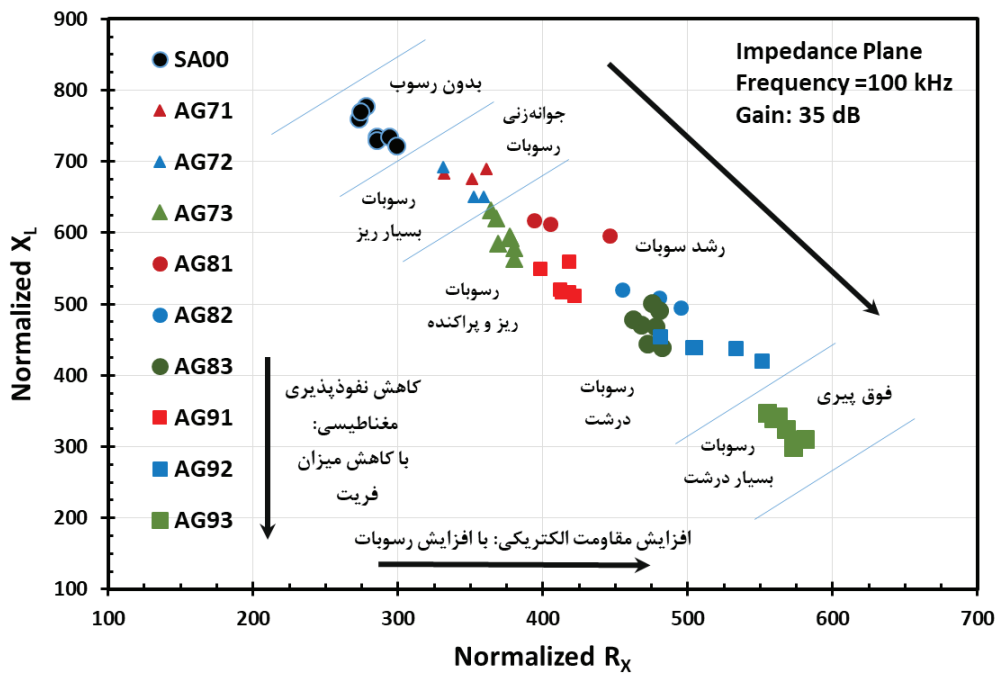 Impedance Plane
Frequency =100 kHz
Gain: 35 dB
SA00
AG71
AG72
AG73
AG81
AG82
AG83
AG91
AG92
AG93
بدون رسوب
جوانه‌زنی
رسوبات
رسوبات
بسیار ریز
رشد سوبات
رسوبات
ریز و پراکنده
رسوبات
درشت
فوق پیری
رسوبات
بسیار درشت
کاهش نفوذپذیری
مغناطیسی:
با کاهش میزان
فریت
افزایش مقاومت الکتریکی: با افزایش رسوبات
Normalized X_L
900
800
700
600
500
400
300
200
100
100 200 300 400 500 600 700
Normalized R_X